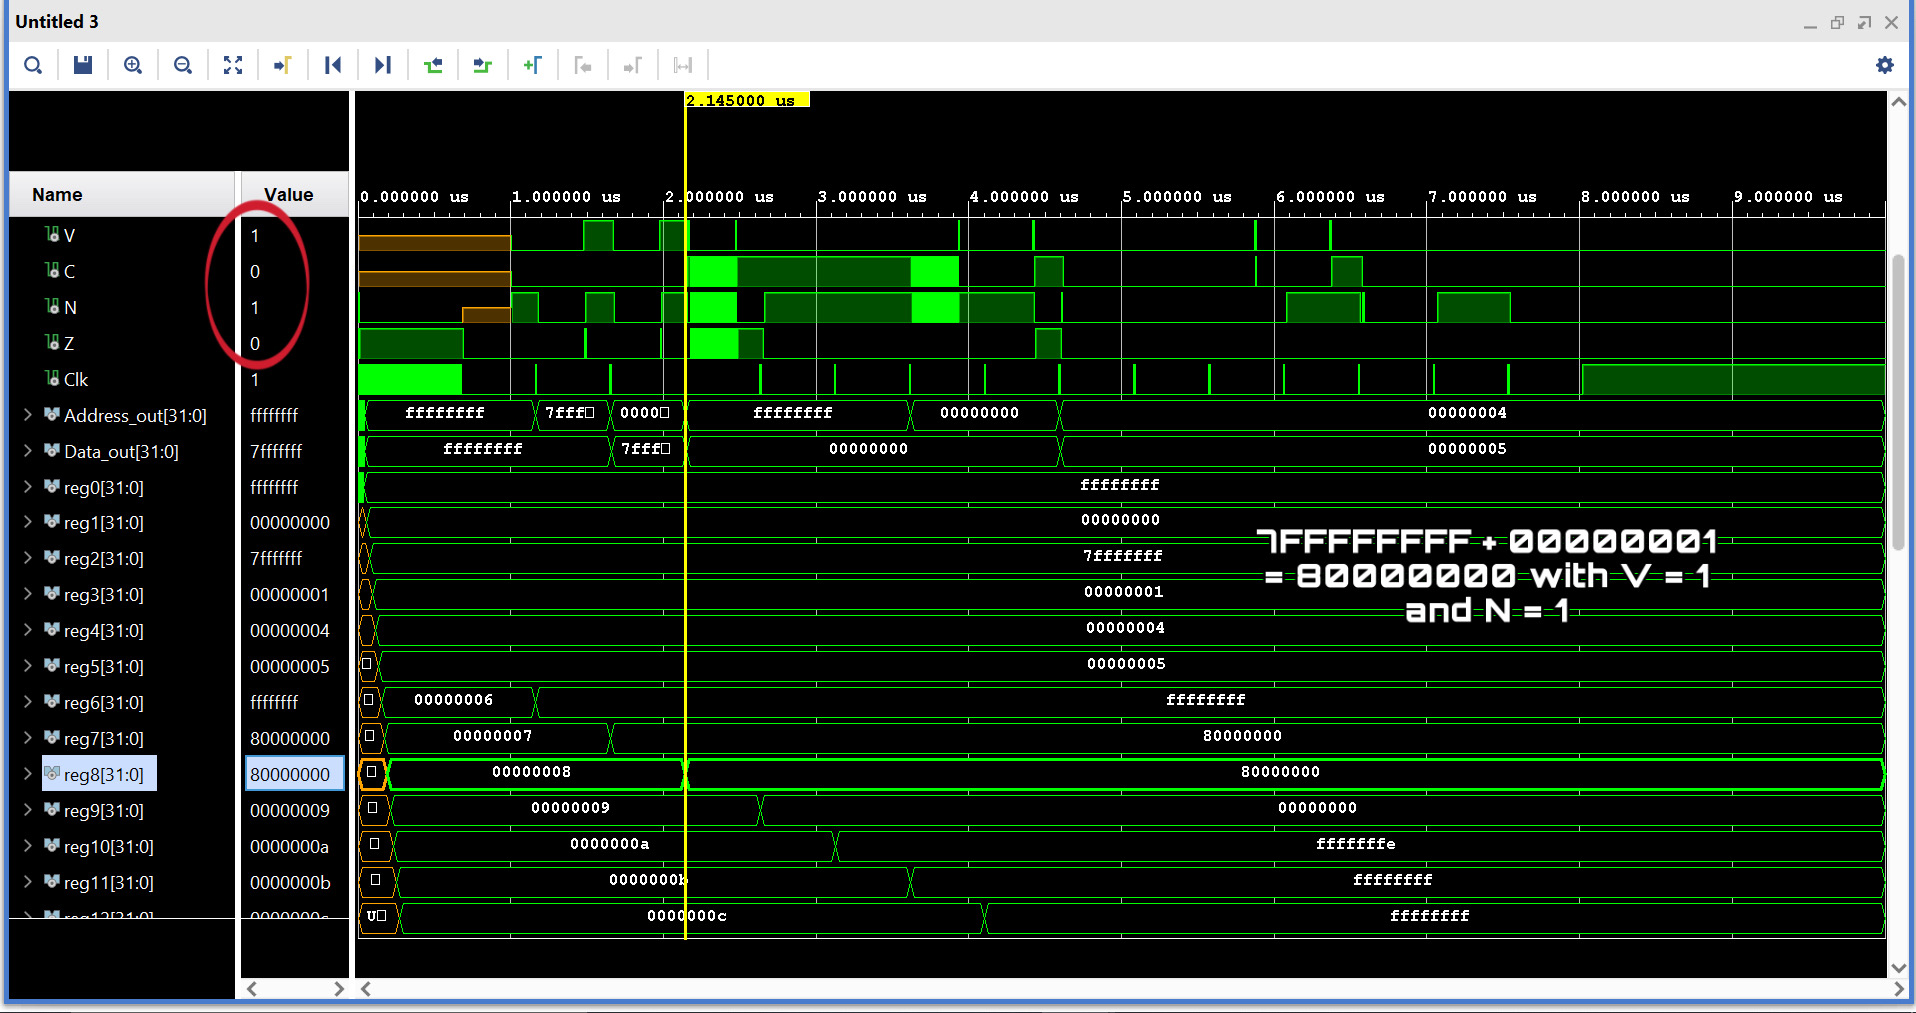 Untitled 3
2.145000 us
Name Value
0.000000 us 1.000000 us 2.000000 us 3.000000 us 4.000000 us 5.000000 us 6.000000 us 7.000000 us 8.000000 us 9.000000 us
V 1
C 0
N 1
Z 0
Clk 1
Address_out[31:0] ffffffff ffffffff 7fff 0000 ffffffff 00000000 00000004
Data_out[31:0] 7fffffff ffffffff 7fff 00000000 00000005
reg0[31:0] ffffffff ffffffff
reg1[31:0] 00000000 00000000
reg2[31:0] 7fffffff 7fffffff
reg3[31:0] 00000001 00000001
reg4[31:0] 00000004 00000004
reg5[31:0] 00000005 00000005
reg6[31:0] ffffffff 00000006 ffffffff
reg7[31:0] 80000000 00000007 80000000
reg8[31:0] 80000000 00000008 80000000
reg9[31:0] 00000009 00000009 00000000
reg10[31:0] 0000000a 0000000a fffffffe
reg11[31:0] 0000000b 0000000b ffffffff
reg12[31:0] 0000000c U 0000000c ffffffff
7FFFFFFFF + 00000001
= 80000000 with V = 1
and N = 1